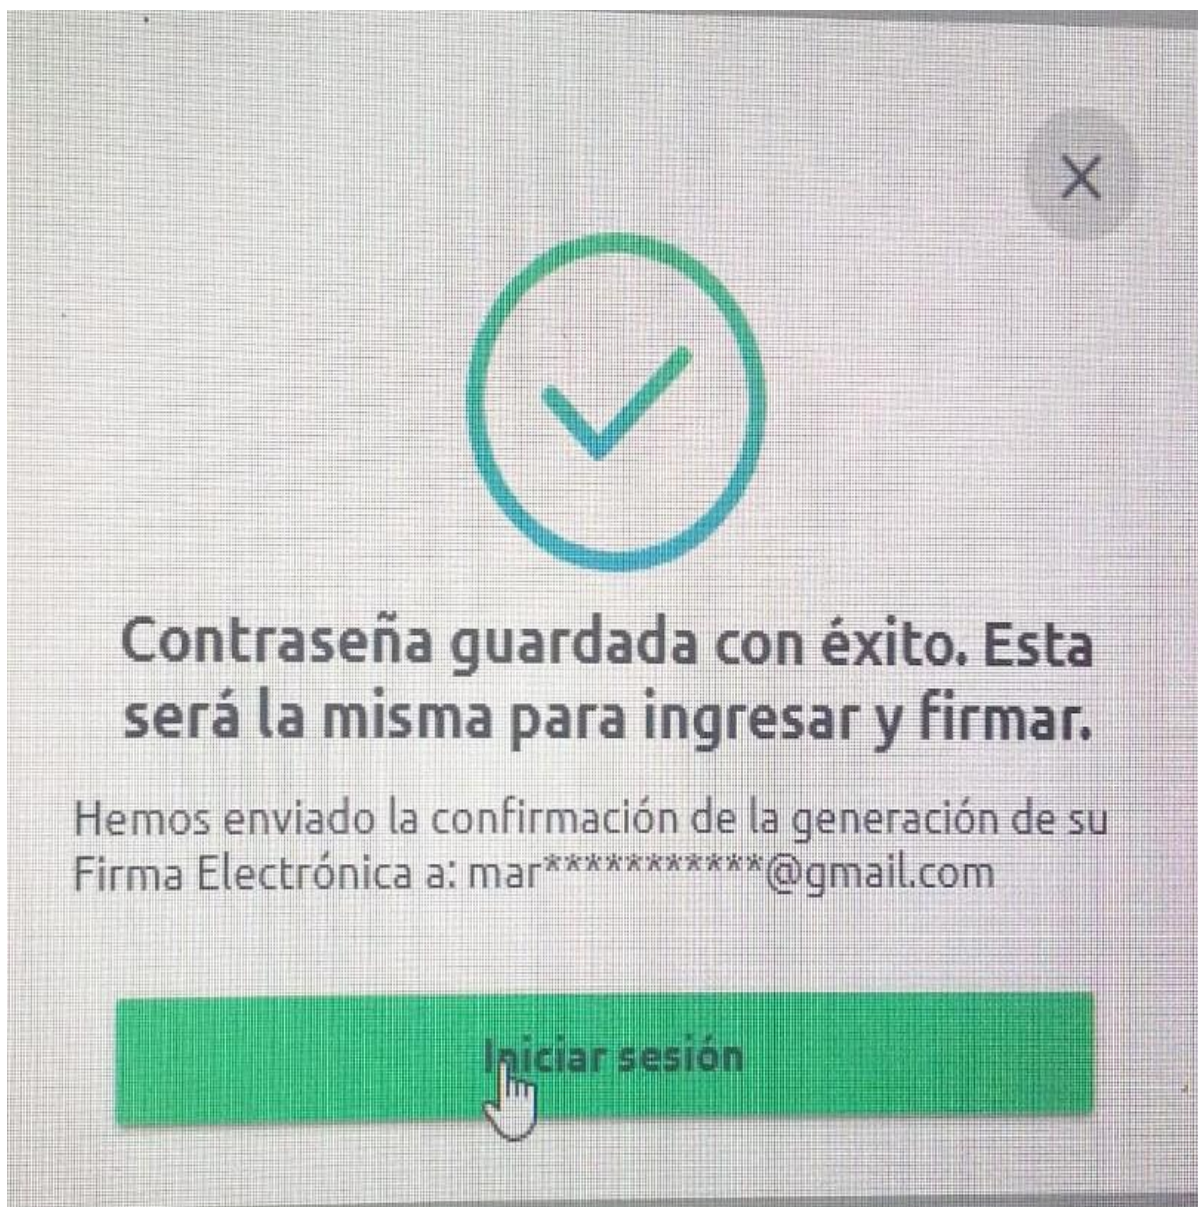 Contraseña guardada con éxito. Esta
será la misma para ingresar y firmar.
Hemos enviado la confirmación de la generación de su
Firma Electrónica a: mar***********@gmail.com
Iniciar sesión